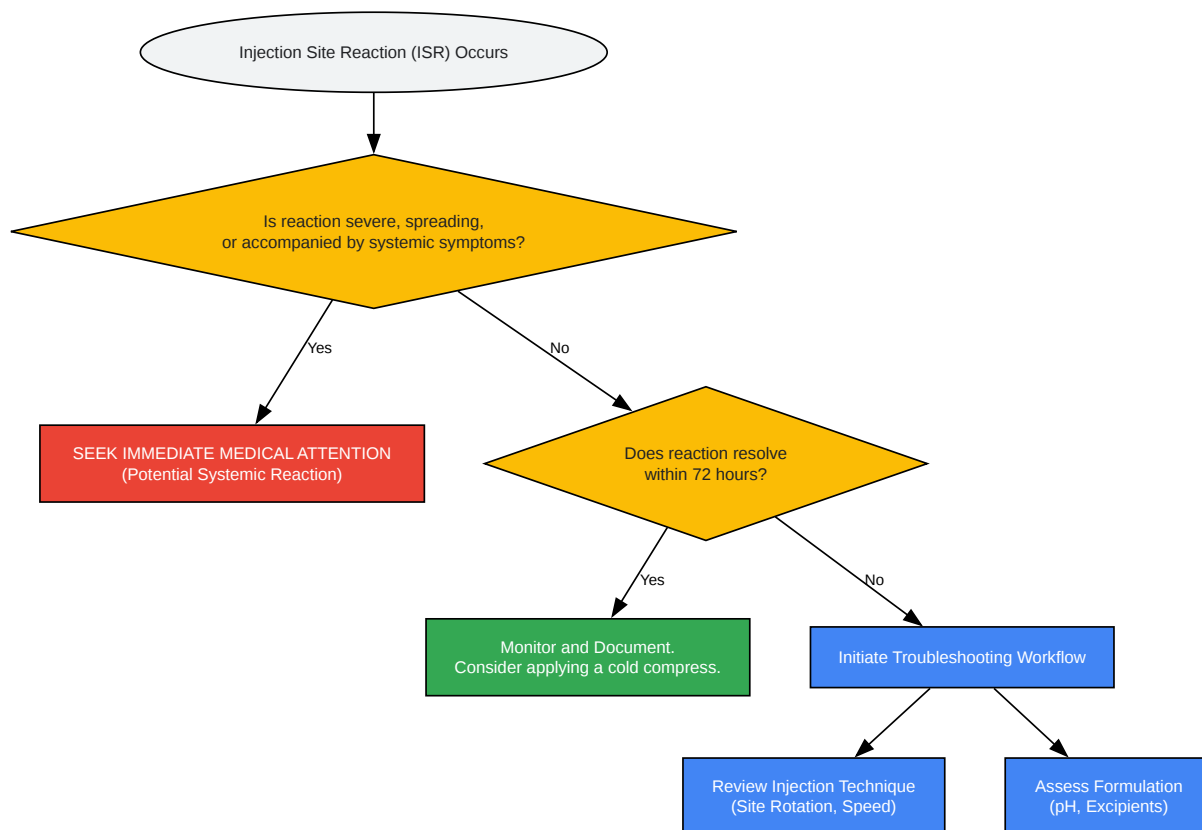 Injection Site Reaction (ISR) Occurs
Is reaction severe, spreading,
or accompanied by systemic symptoms?
Yes
No
SEEK IMMEDIATE MEDICAL ATTENTION
(Potential Systemic Reaction)
Does reaction resolve
within 72 hours?
Yes
No
Monitor and Document.
Consider applying a cold compress.
Initiate Troubleshooting Workflow
Review Injection Technique
(Site Rotation, Speed)
Assess Formulation
(pH, Excipients)